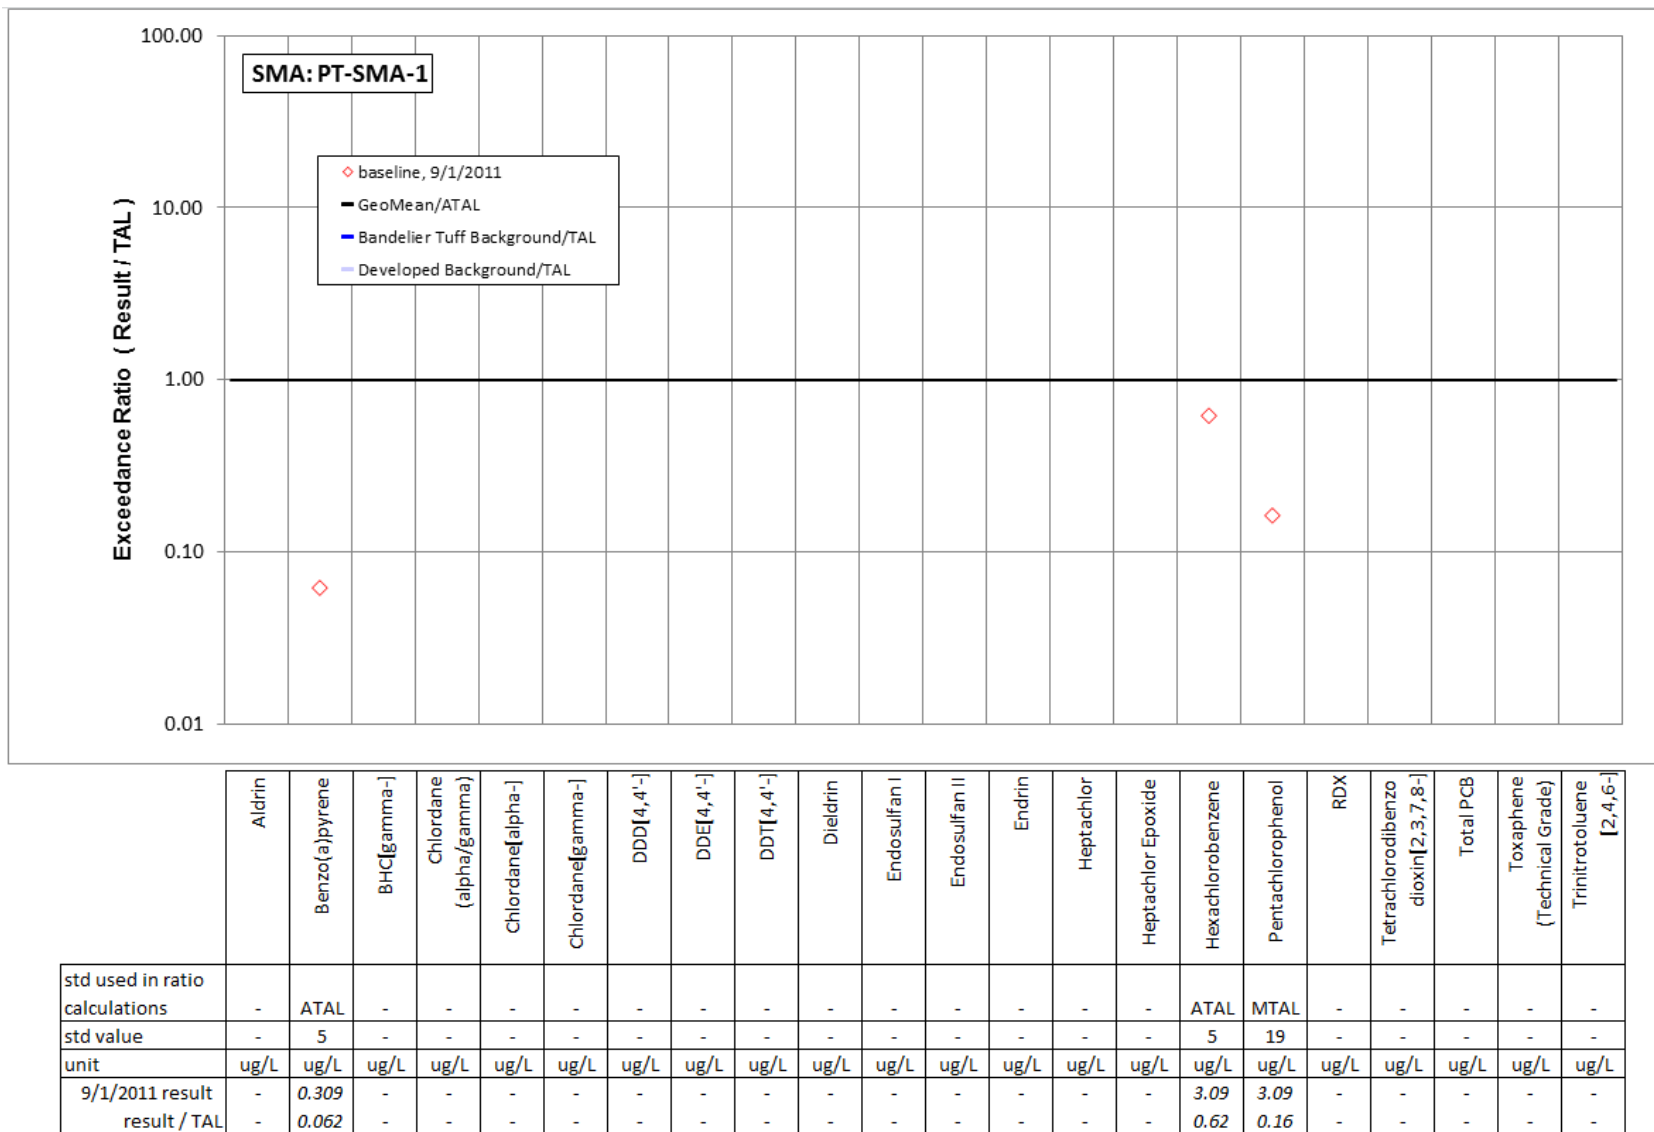 100.00
SMA: PT-SMA-1
baseline, 9/1/2011
10.00
GeoMean/ATAL
Bandelier Tuff Background/TAL
Developed Background/TAL
Exceedance Ratio ( Result / TAL )
1.00
0.10
0.01
Aldrin
Benzo(a)pyrene
BHC[gamma-]
Chlordane
(alpha/gamma)
Chlordane[alpha-]
Chlordane[gamma-]
DDD[4,4'-]
DDE[4,4'-]
DDT[4,4'-]
Dieldrin
Endosulfan I
Endosulfan II
Endrin
Heptachlor
Heptachlor Epoxide
Hexachlorobenzene
Pentachlorophenol
RDX
Tetrachlorodibenzo
dioxin[2,3,7,8-]
Total PCB
Toxaphene
(Technical Grade)
Trinitrotoluene
[2,4,6-]
std used in ratio
calculations - ATAL - - - - - - - - - - - - - ATAL MTAL - - - - -
std value - 5 - - - - - - - - - - - - - 5 19 - - - - -
unit ug/L ug/L ug/L ug/L ug/L ug/L ug/L ug/L ug/L ug/L ug/L ug/L ug/L ug/L ug/L ug/L ug/L ug/L ug/L ug/L ug/L ug/L
9/1/2011 result - 0.309 - - - - - - - - - - - - - 3.09 3.09 - - - - -
result / TAL - 0.062 - - - - - - - - - - - - - 0.62 0.16 - - - - -